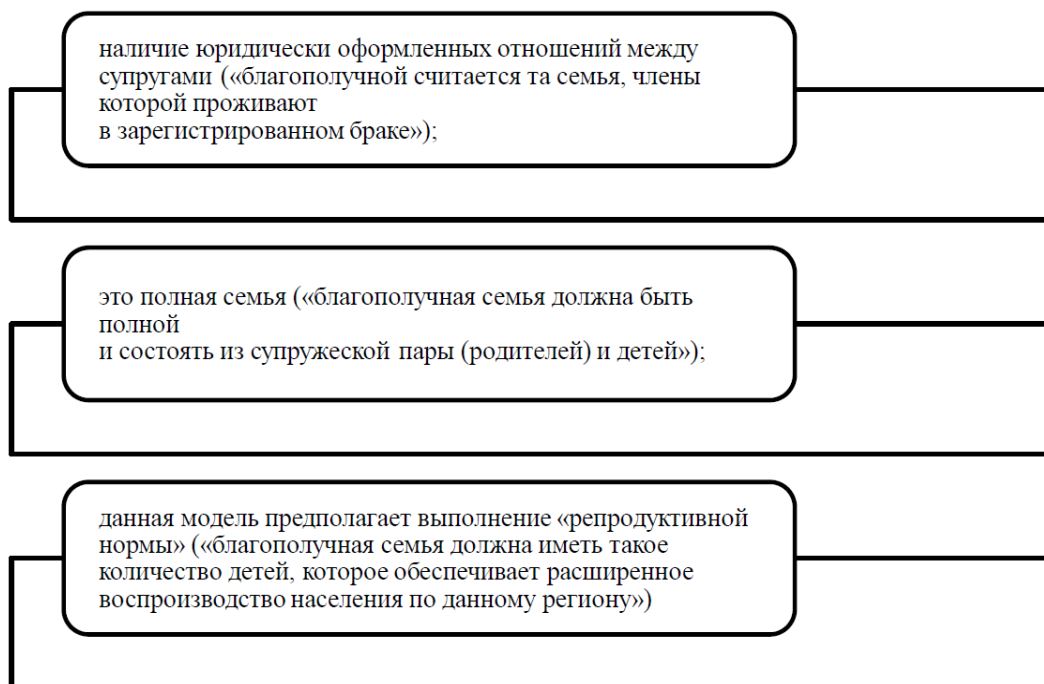 наличие юридически оформленных отношений между
супругами («благополучной считается та семья, члены
которой проживают
в зарегистрированном браке»);
это полная семья («благополучная семья должна быть
полной
и состоять из супружеской пары (родителей) и детей»);
данная модель предполагает выполнение «репродуктивной
нормы» («благополучная семья должна иметь такое
количество детей, которое обеспечивает расширенное
воспроизводство населения по данному региону»)